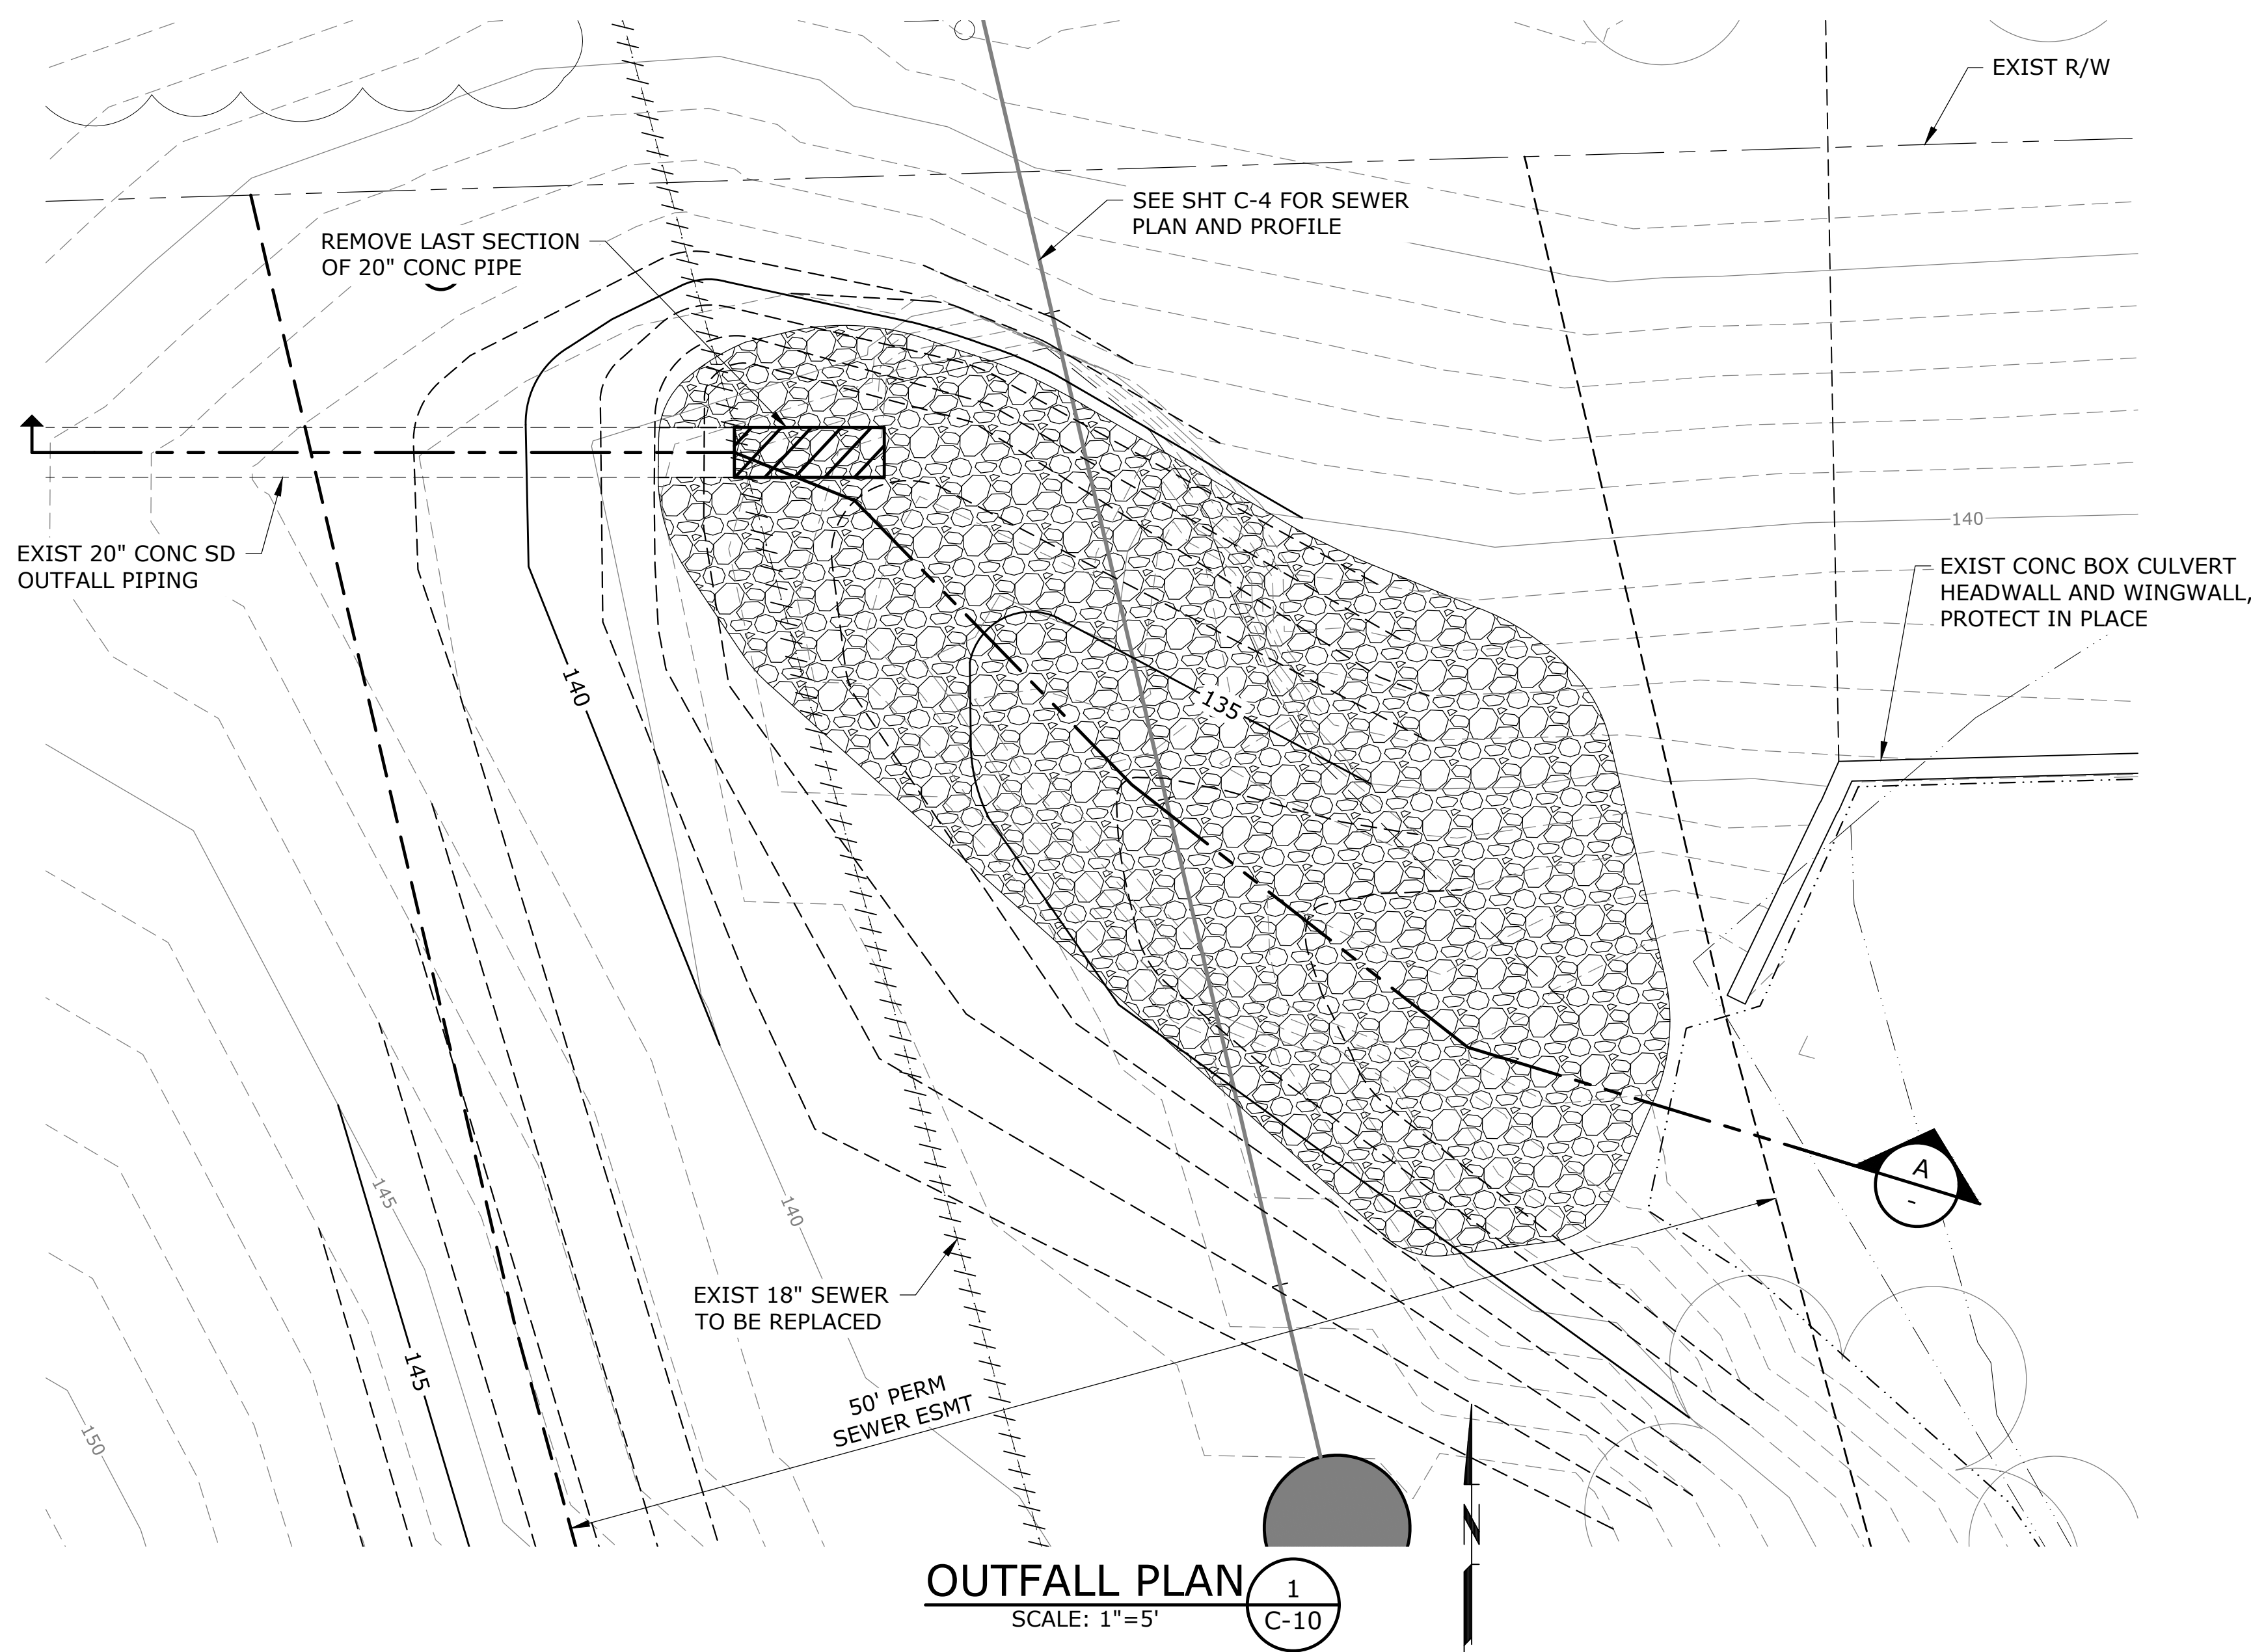 EXIST R/W
SEE SHT C-4 FOR SEWER
PLAN AND PROFILE
REMOVE LAST SECTION
OF 20" CONC PIPE
140
EXIST 20" CONC SD
OUTFALL PIPING
EXIST CONC BOX CULVERT
HEADWALL AND WINGWALL,
PROTECT IN PLACE
140
135
A
-
145
140
EXIST 18" SEWER
TO BE REPLACED
145
50' PERM
SEWER ESMT
150
N
OUTFALL PLAN
SCALE: 1"=5'
1
C-10